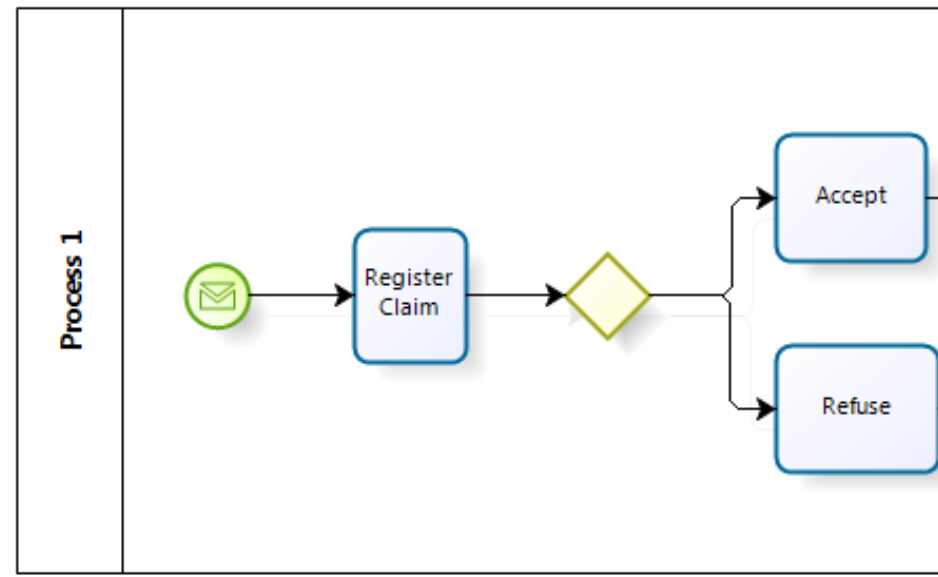 Process 1
Register
Claim
Accept
Refuse